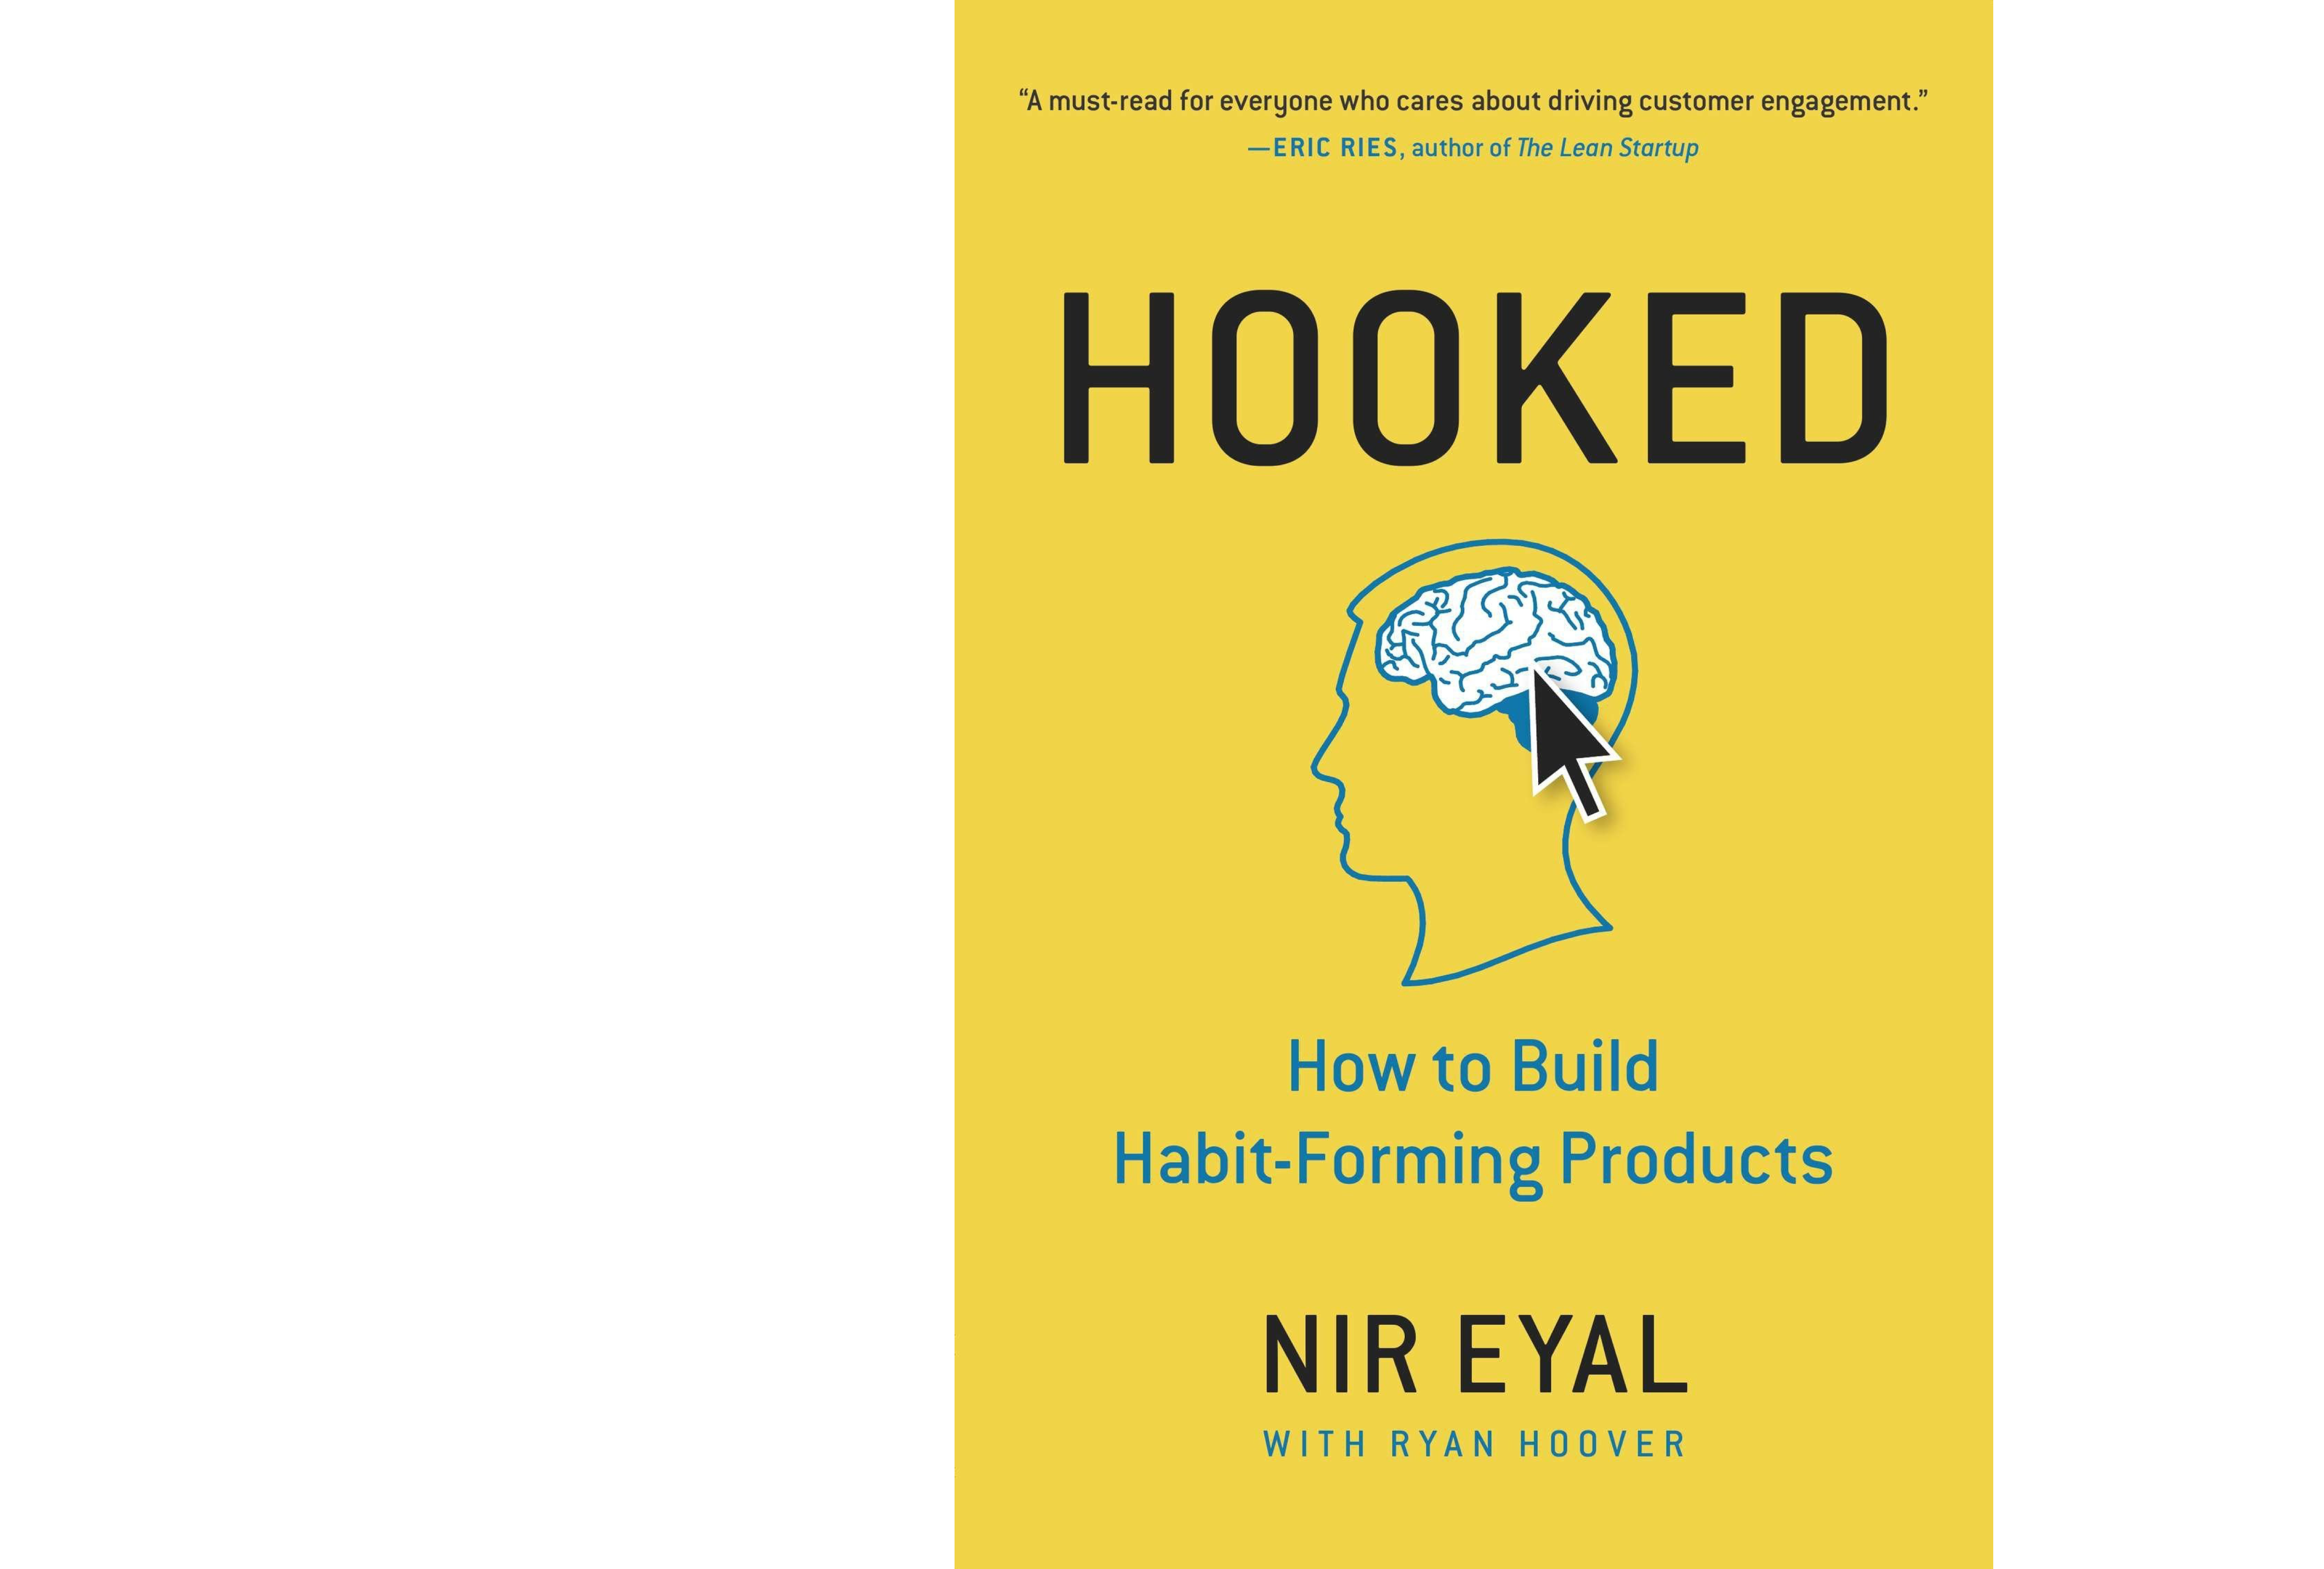 “A must-read for everyone who cares about driving customer engagement.”
—ERIC RIES, author of The Lean Startup
HOOKED
How to Build
Habit-Forming Products
NIR EYAL
WITH RYAN HOOVER